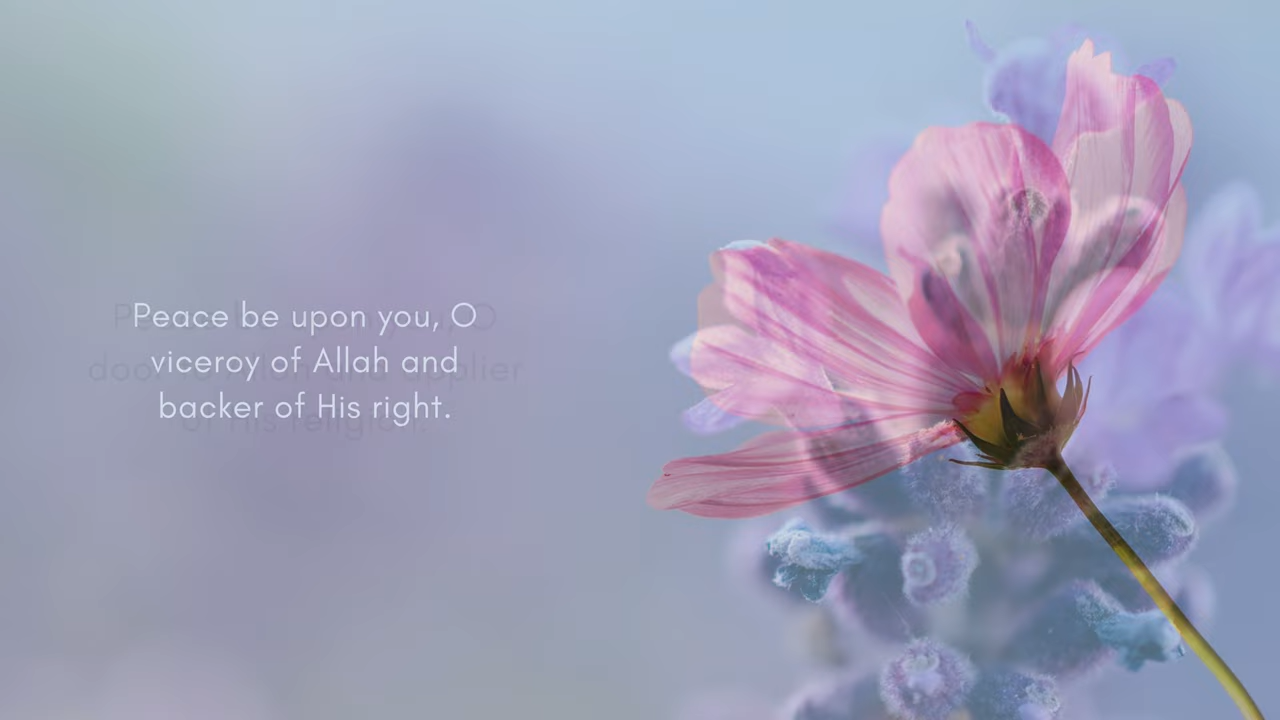 Peace be upon you, O
viceroy of Allah and
backer of His right.